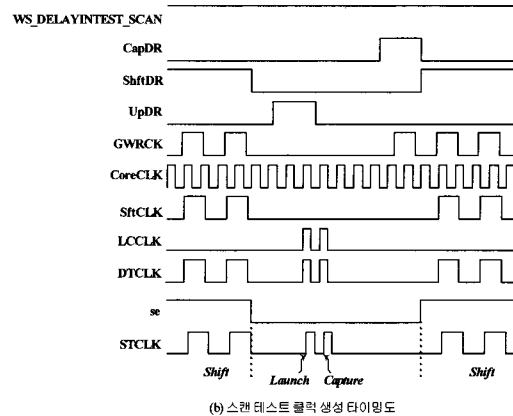 WS_DELAYINTEST_SCAN
CapDR
ShftDR
UpDR
GWRCK
CoreCLK
SftCLK
LCCLK
DTCLK
se
STCLK
Shift
Launch
Capture
Shift
(b) 스캔 테스트 클럭 생성 타이밍도